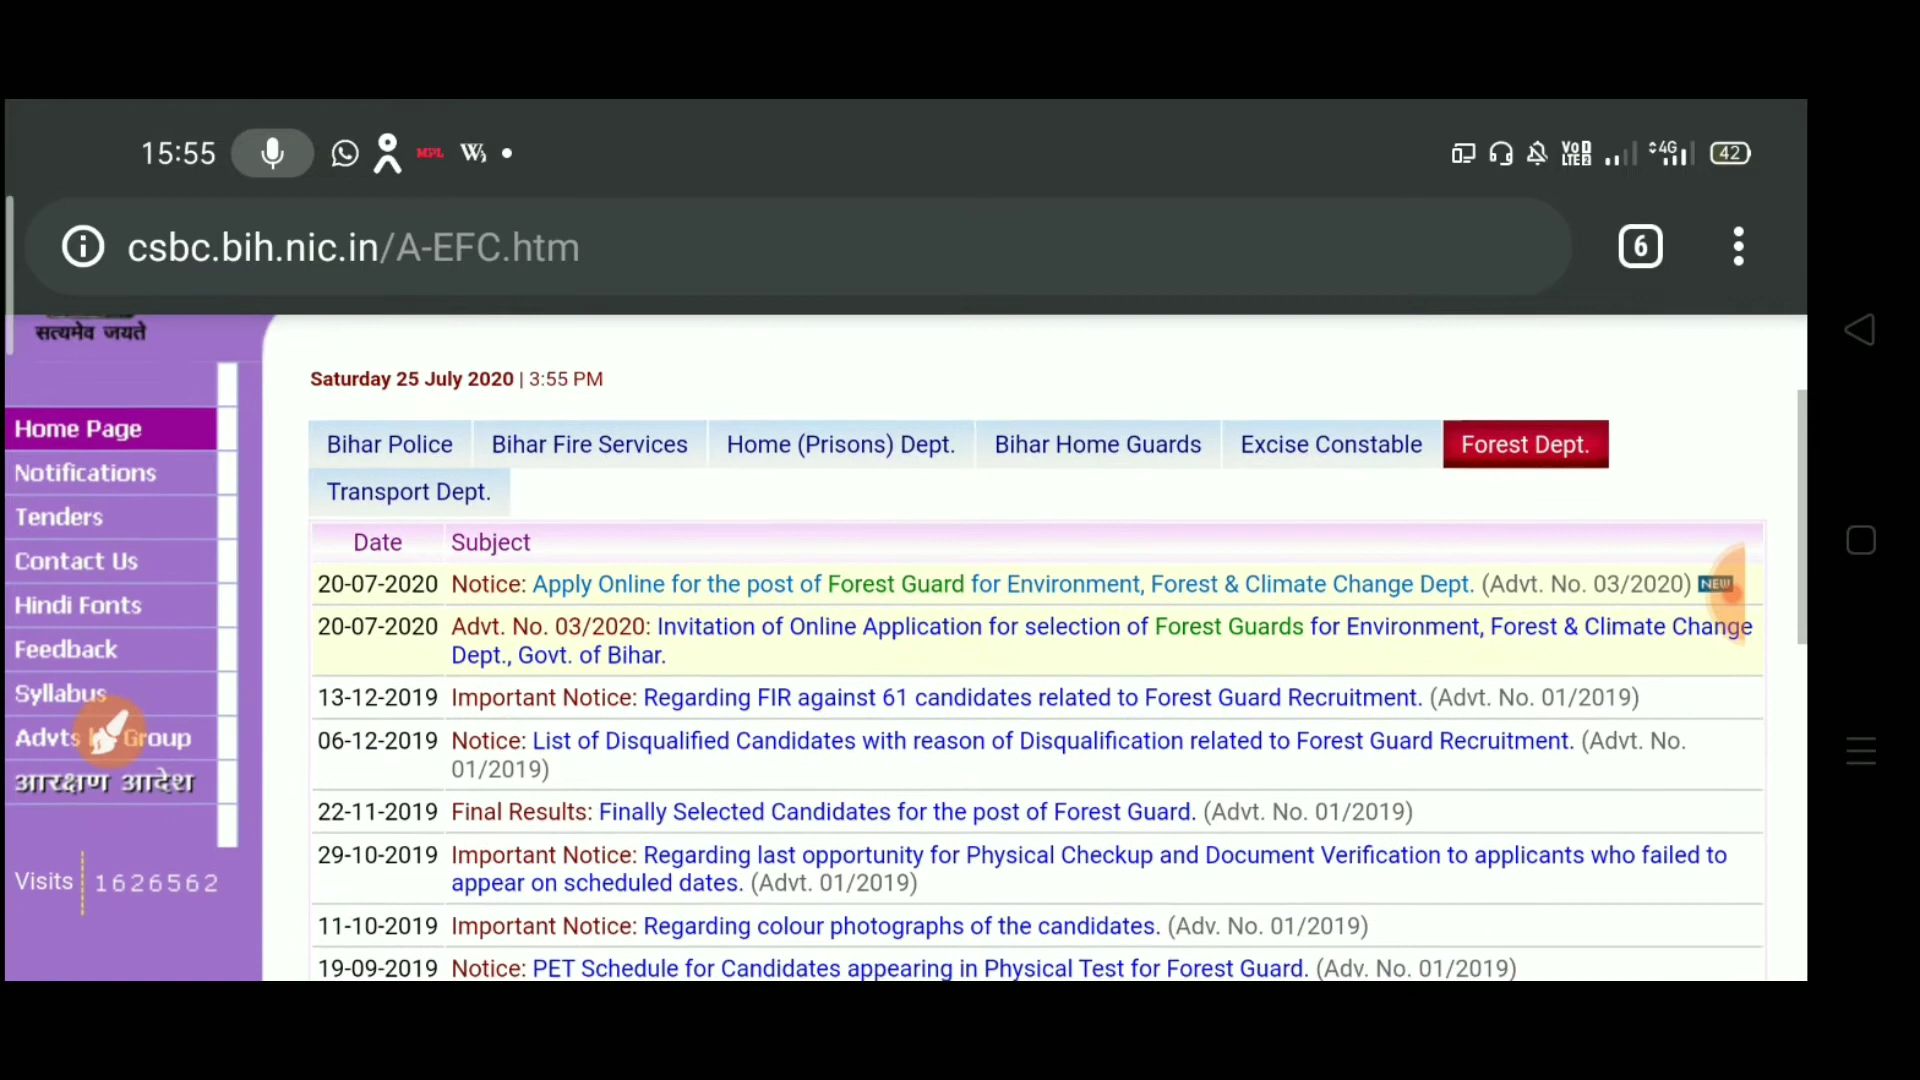 15:55 MPL VoD LTE2 4G 42
csbc.bih.nic.in/A-EFC.htm 6
सत्यमेव जयते
Saturday 25 July 2020 | 3:55 PM
Home Page
Notifications
Tenders
Contact Us
Hindi Fonts
Feedback
Syllabus
Advts Group
आरक्षण आदेश
Visits 1626562
Bihar Police Bihar Fire Services Home (Prisons) Dept. Bihar Home Guards Excise Constable Forest Dept.
Transport Dept.
Date Subject
20-07-2020 Notice: Apply Online for the post of Forest Guard for Environment, Forest & Climate Change Dept. (Advt. No. 03/2020) NEW
20-07-2020 Advt. No. 03/2020: Invitation of Online Application for selection of Forest Guards for Environment, Forest & Climate Change
Dept., Govt. of Bihar.
13-12-2019 Important Notice: Regarding FIR against 61 candidates related to Forest Guard Recruitment. (Advt. No. 01/2019)
06-12-2019 Notice: List of Disqualified Candidates with reason of Disqualification related to Forest Guard Recruitment. (Advt. No.
01/2019)
22-11-2019 Final Results: Finally Selected Candidates for the post of Forest Guard. (Advt. No. 01/2019)
29-10-2019 Important Notice: Regarding last opportunity for Physical Checkup and Document Verification to applicants who failed to
appear on scheduled dates. (Advt. 01/2019)
11-10-2019 Important Notice: Regarding colour photographs of the candidates. (Adv. No. 01/2019)
19-09-2019 Notice: PET Schedule for Candidates appearing in Physical Test for Forest Guard. (Adv. No. 01/2019)